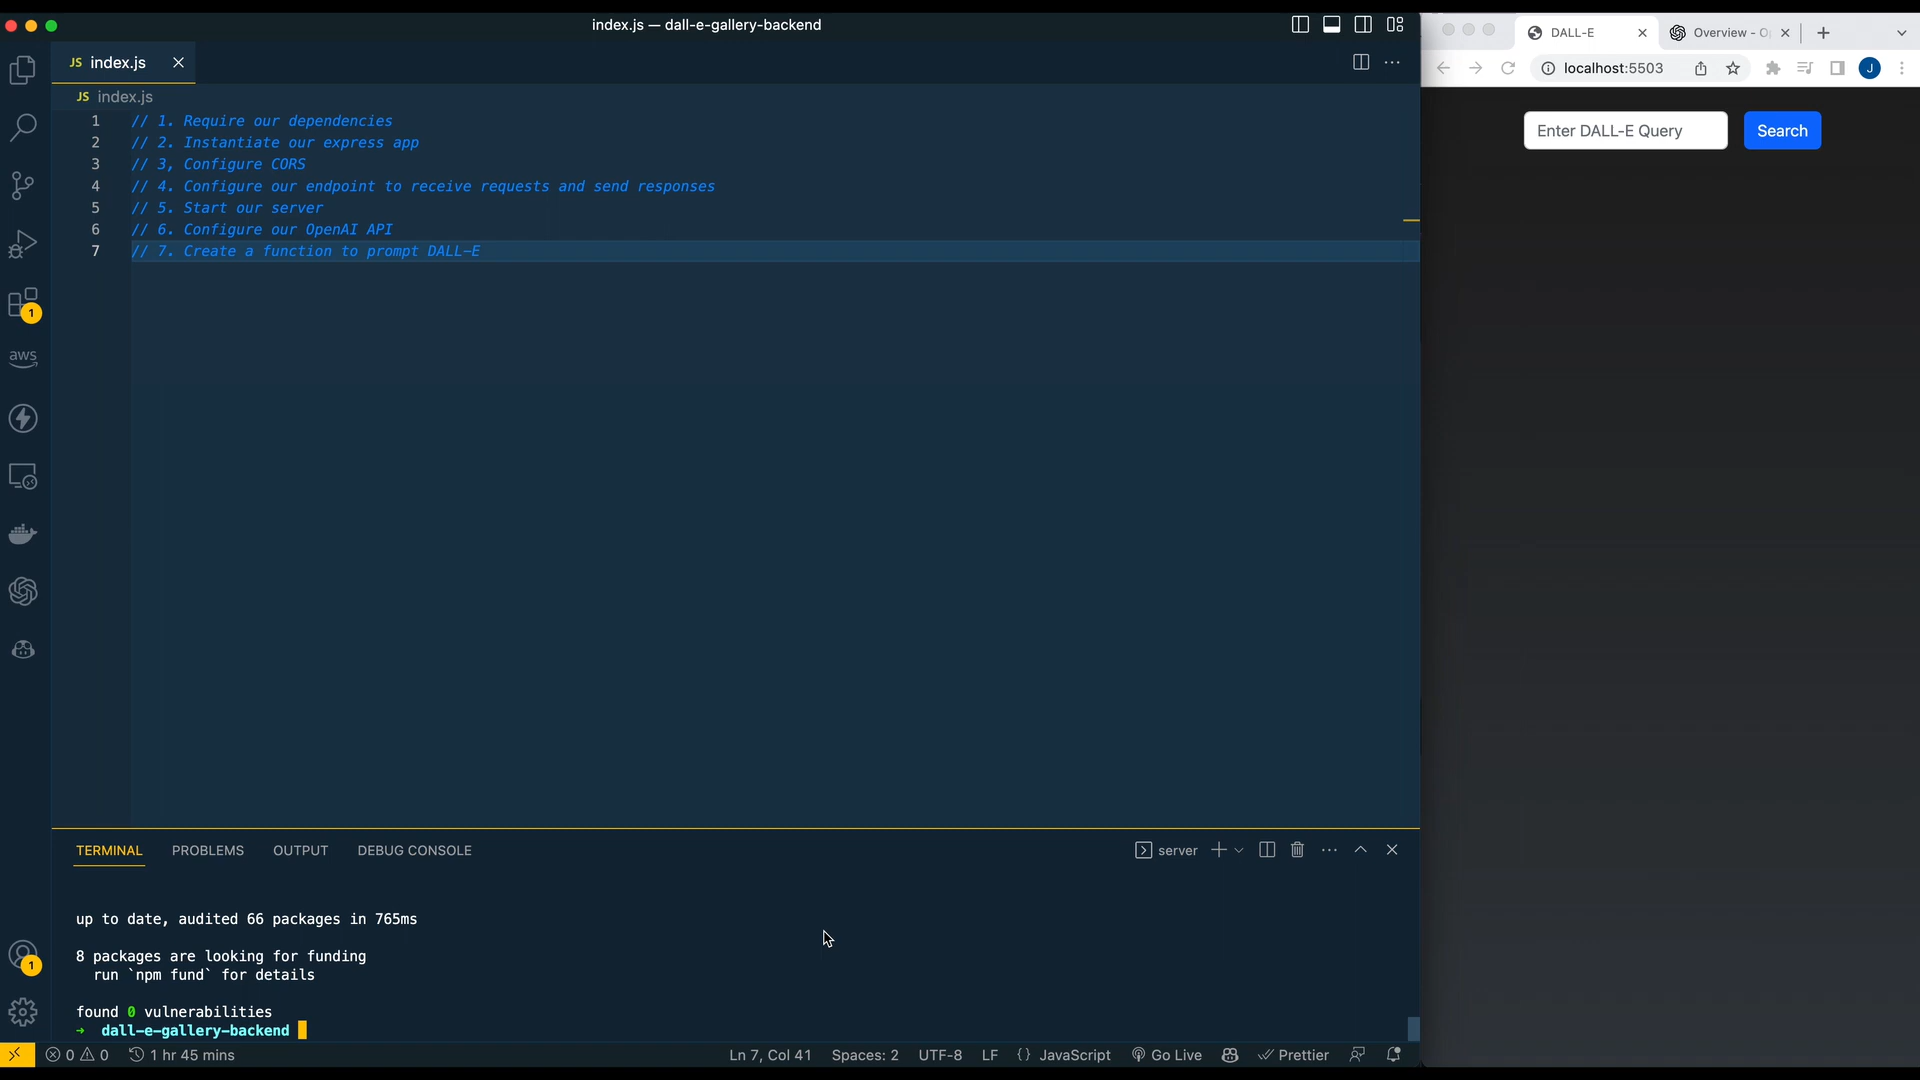 index.js — dall-e-gallery-backend
JS index.js
JS index.js
1 // 1. Require our dependencies
2 // 2. Instantiate our express app
3 // 3, Configure CORS
4 // 4. Configure our endpoint to receive requests and send responses
5 // 5. Start our server
6 // 6. Configure our OpenAI API
7 // 7. Create a function to prompt DALL-E
1
aws
TERMINAL PROBLEMS OUTPUT DEBUG CONSOLE
server
up to date, audited 66 packages in 765ms
8 packages are looking for funding
run `npm fund` for details
found 0 vulnerabilities
→ dall-e-gallery-backend
1
0 0 1 hr 45 mins
Ln 7, Col 41 Spaces: 2 UTF-8 LF {} JavaScript Go Live Prettier
DALL-E
Overview - O
localhost:5503
J
Enter DALL-E Query
Search